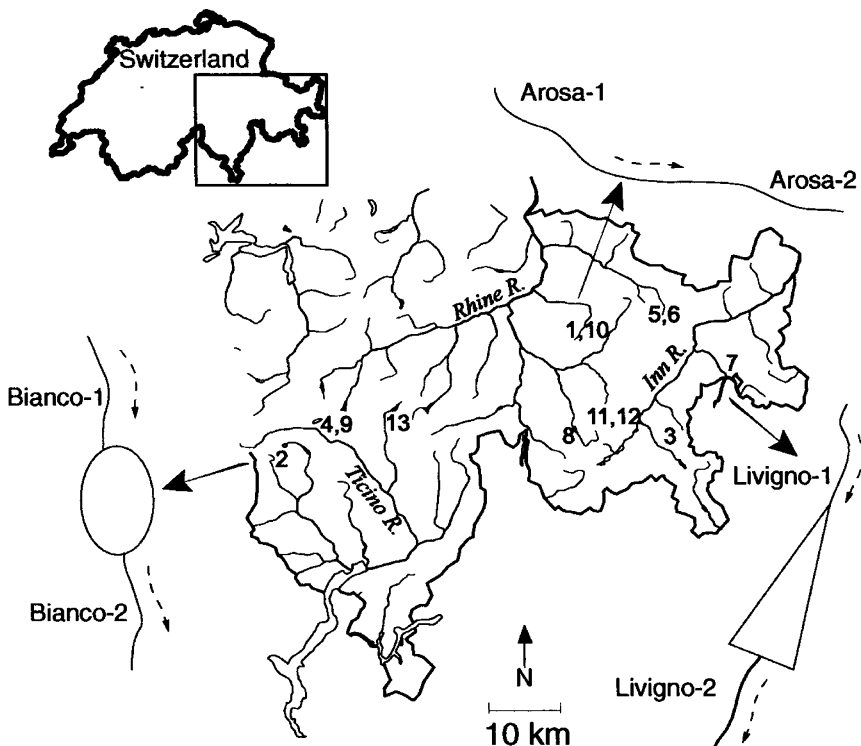 Switzerland
Arosa-1
Arosa-2
Rhine R.
1,10
5,6
Inn R.
7
Bianco-1
4,9
13
11,12
8
3
2
Ticino R.
Livigno-1
Bianco-2
N
Livigno-2
10 km